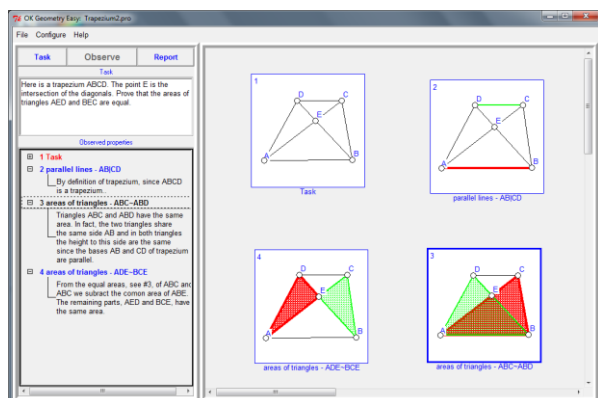 OK Geometry Easy: Trapezium2.pro
File Configure Help
Task Observe Report
Task
Here is a trapezium ABCD. The point E is the
intersection of the diagonals. Prove that the areas of
triangles AED and BEC are equal.
Observed properties
1 Task
2 parallel lines - AB|CD
By definition of trapezium, since ABCD
is a trapezium.
3 areas of triangles - ABC~ABD
Triangles ABC and ABD have the same
area. In fact, the two triangles share
the same side AB and in both triangles
the height to this side are the same
since the bases AB and CD of trapezium
are parallel.
4 areas of triangles - ADE~BCE
From the equal areas, see #3, of ABC and
ABC we subract the comon area of ABE.
The remaining parts, AED and BCE, have
the same area.
1
D C
E
A B
Task
2
D C
E
A B
parallel lines - AB|CD
4
D C
E
A B
areas of triangles - ADE~BCE
3
D C
E
A B
areas of triangles - ABC~ABD